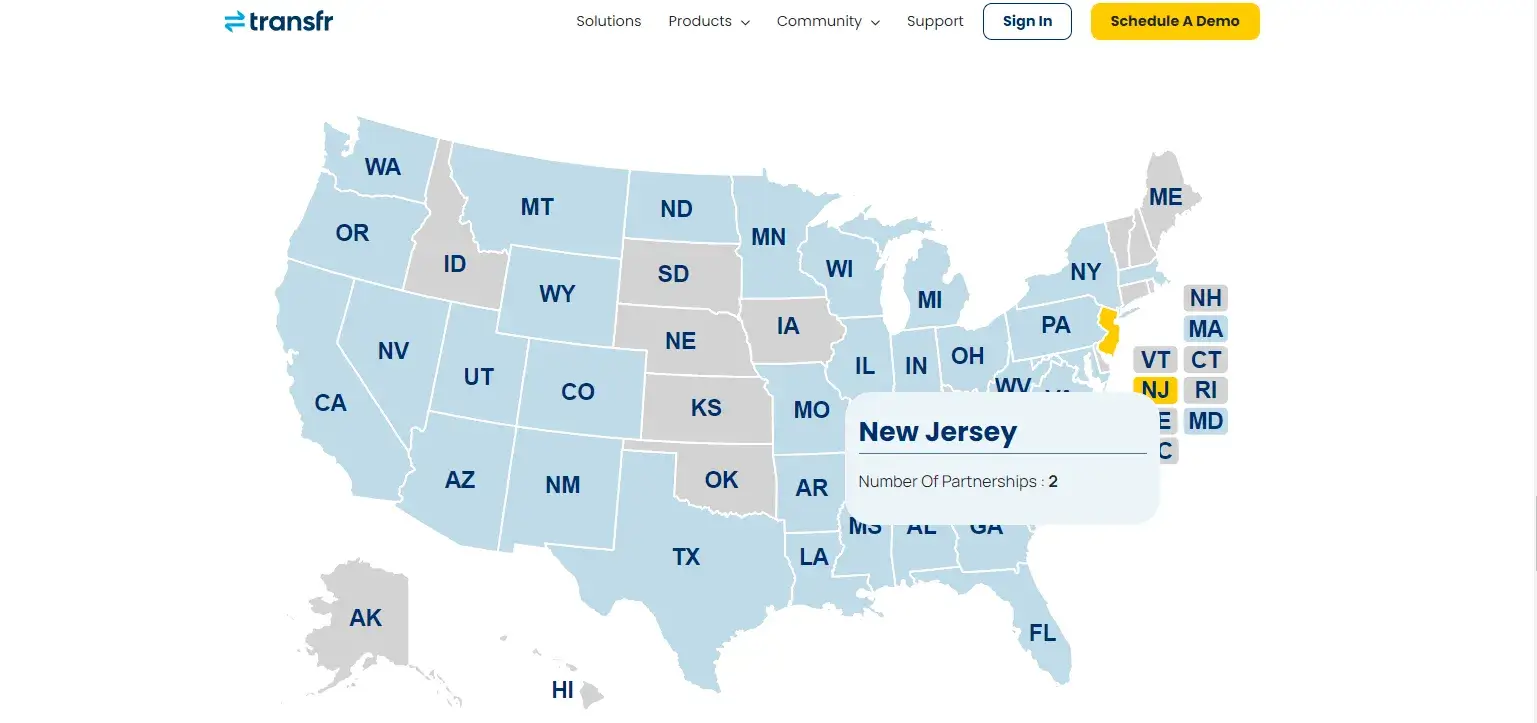 transfr
Solutions Products Community Support Sign In Schedule A Demo
WA
MT
ND
MN
OR
ID
SD
WI
MI
NY
ME
WY
NE
IA
PA
NH
MA
NV
UT
CO
KS
MO
IL
IN
OH
WV
VT
CT
NJ
RI
CA
E
MD
C
New Jersey
Number Of Partnerships : 2
AZ
NM
OK
AR
MS
AL
GA
TX
LA
AK
FL
HI